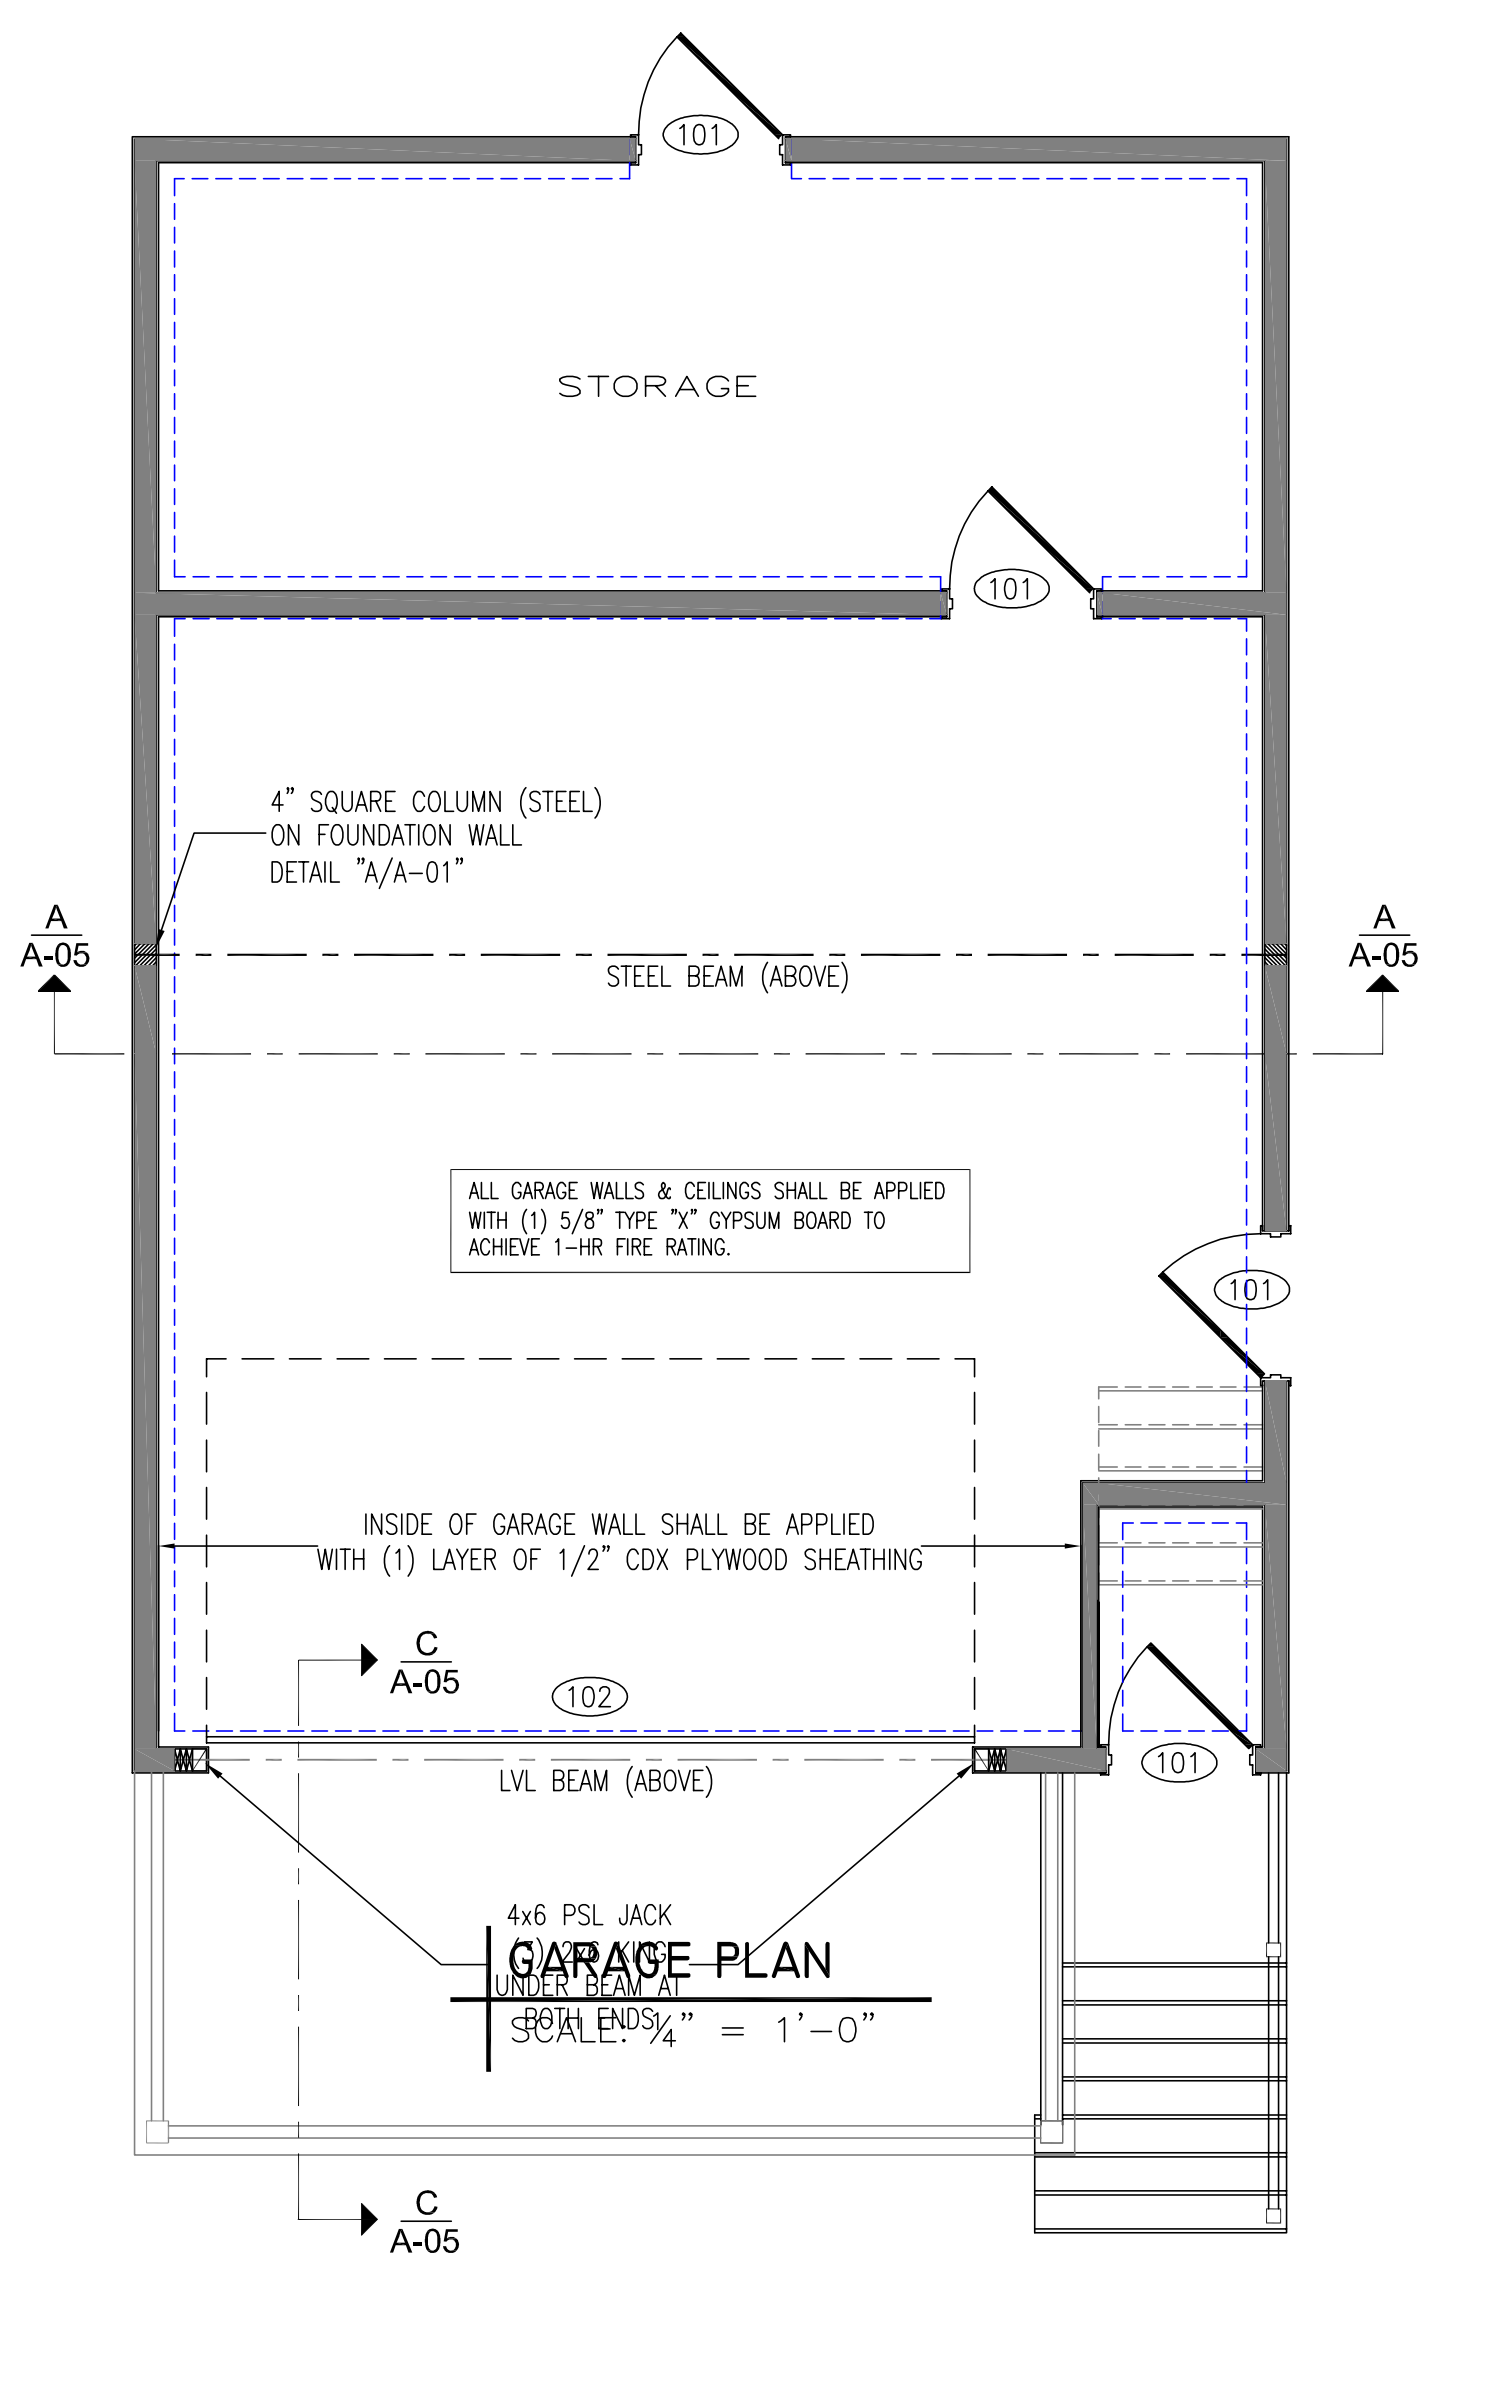 101
STORAGE
101
4" SQUARE COLUMN (STEEL)
ON FOUNDATION WALL
DETAIL "A/A-01"
A
A-05
A
A-05
STEEL BEAM (ABOVE)
ALL GARAGE WALLS & CEILINGS SHALL BE APPLIED
WITH (1) 5/8" TYPE "X" GYPSUM BOARD TO
ACHIEVE 1-HR FIRE RATING.
101
INSIDE OF GARAGE WALL SHALL BE APPLIED
WITH (1) LAYER OF 1/2" CDX PLYWOOD SHEATHING
C
A-05
102
101
LVL BEAM (ABOVE)
4x6 PSL JACK
(3) 2x6 KING
UNDER BEAM AT
BOTH ENDS
GARAGE PLAN
SCALE: ¼" = 1'-0"
C
A-05